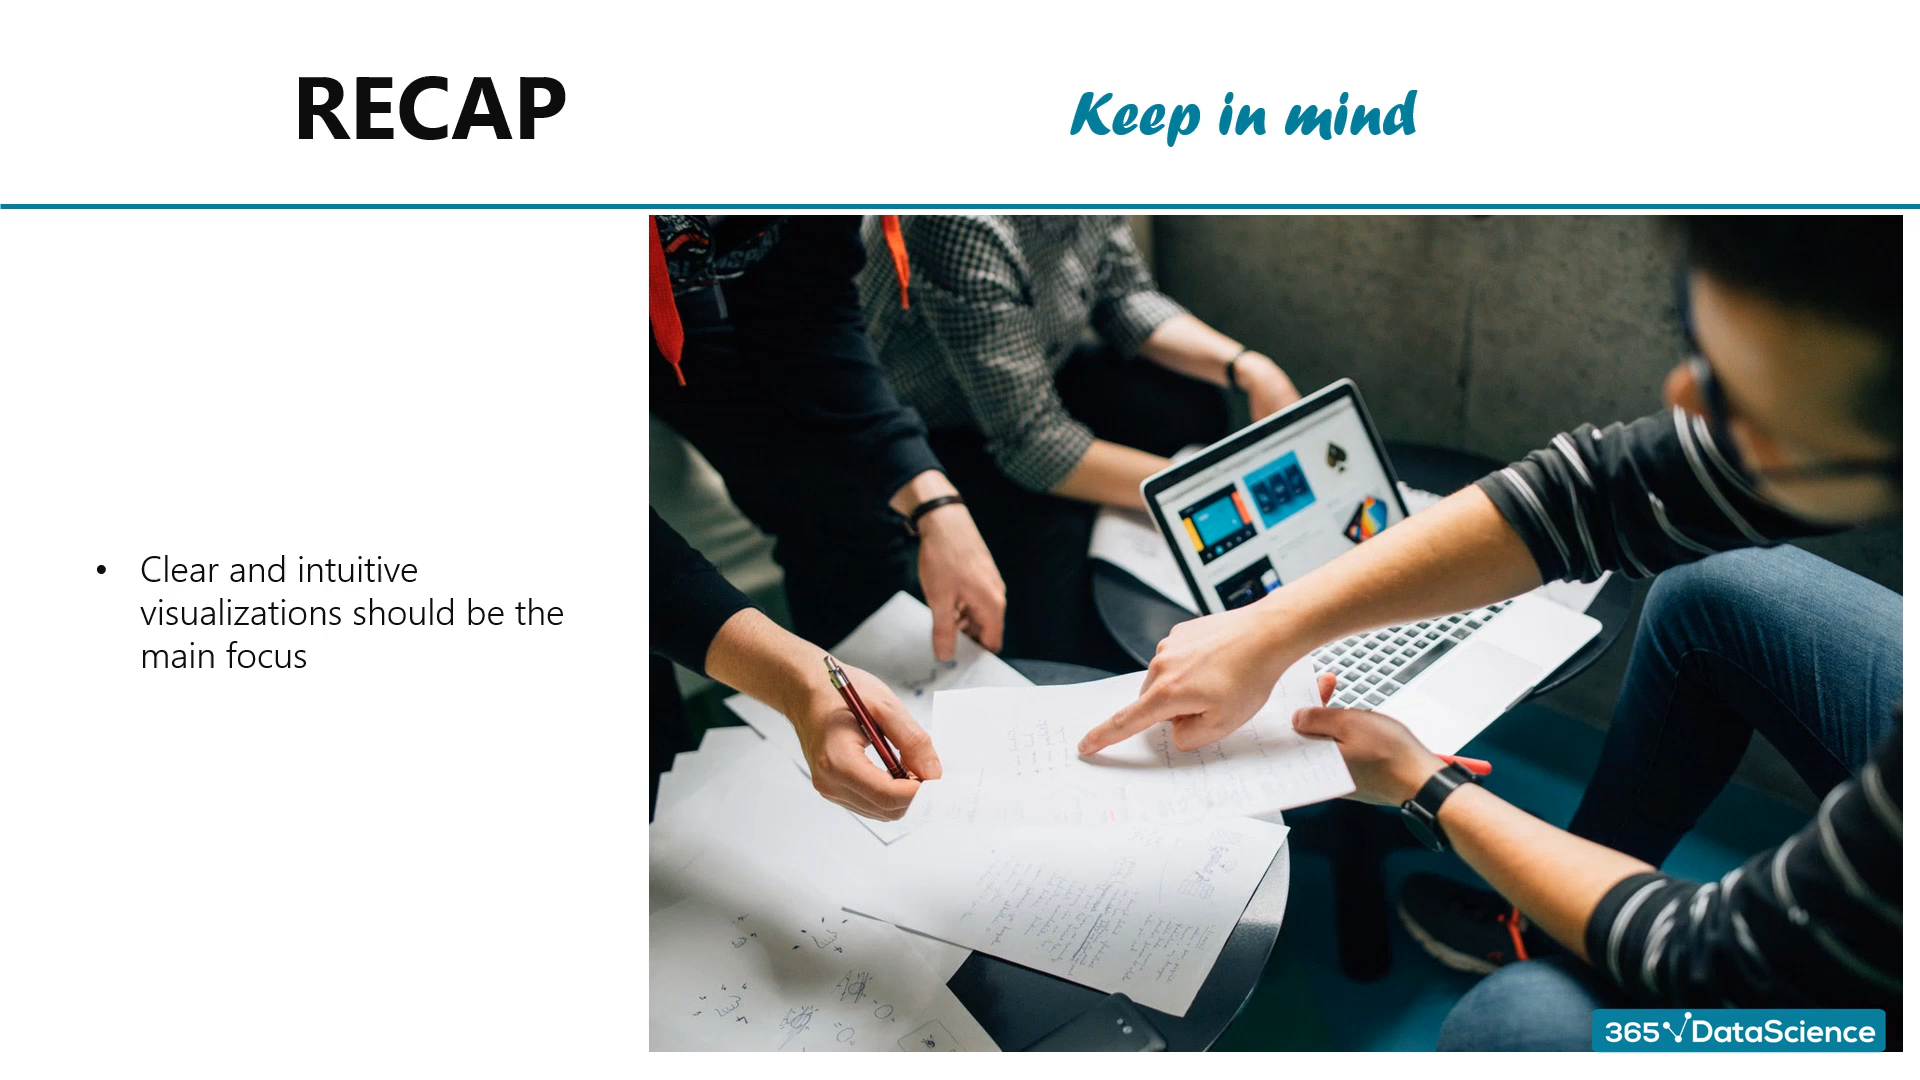 RECAP
Keep in mind
• Clear and intuitive
visualizations should be the
main focus
365 DataScience